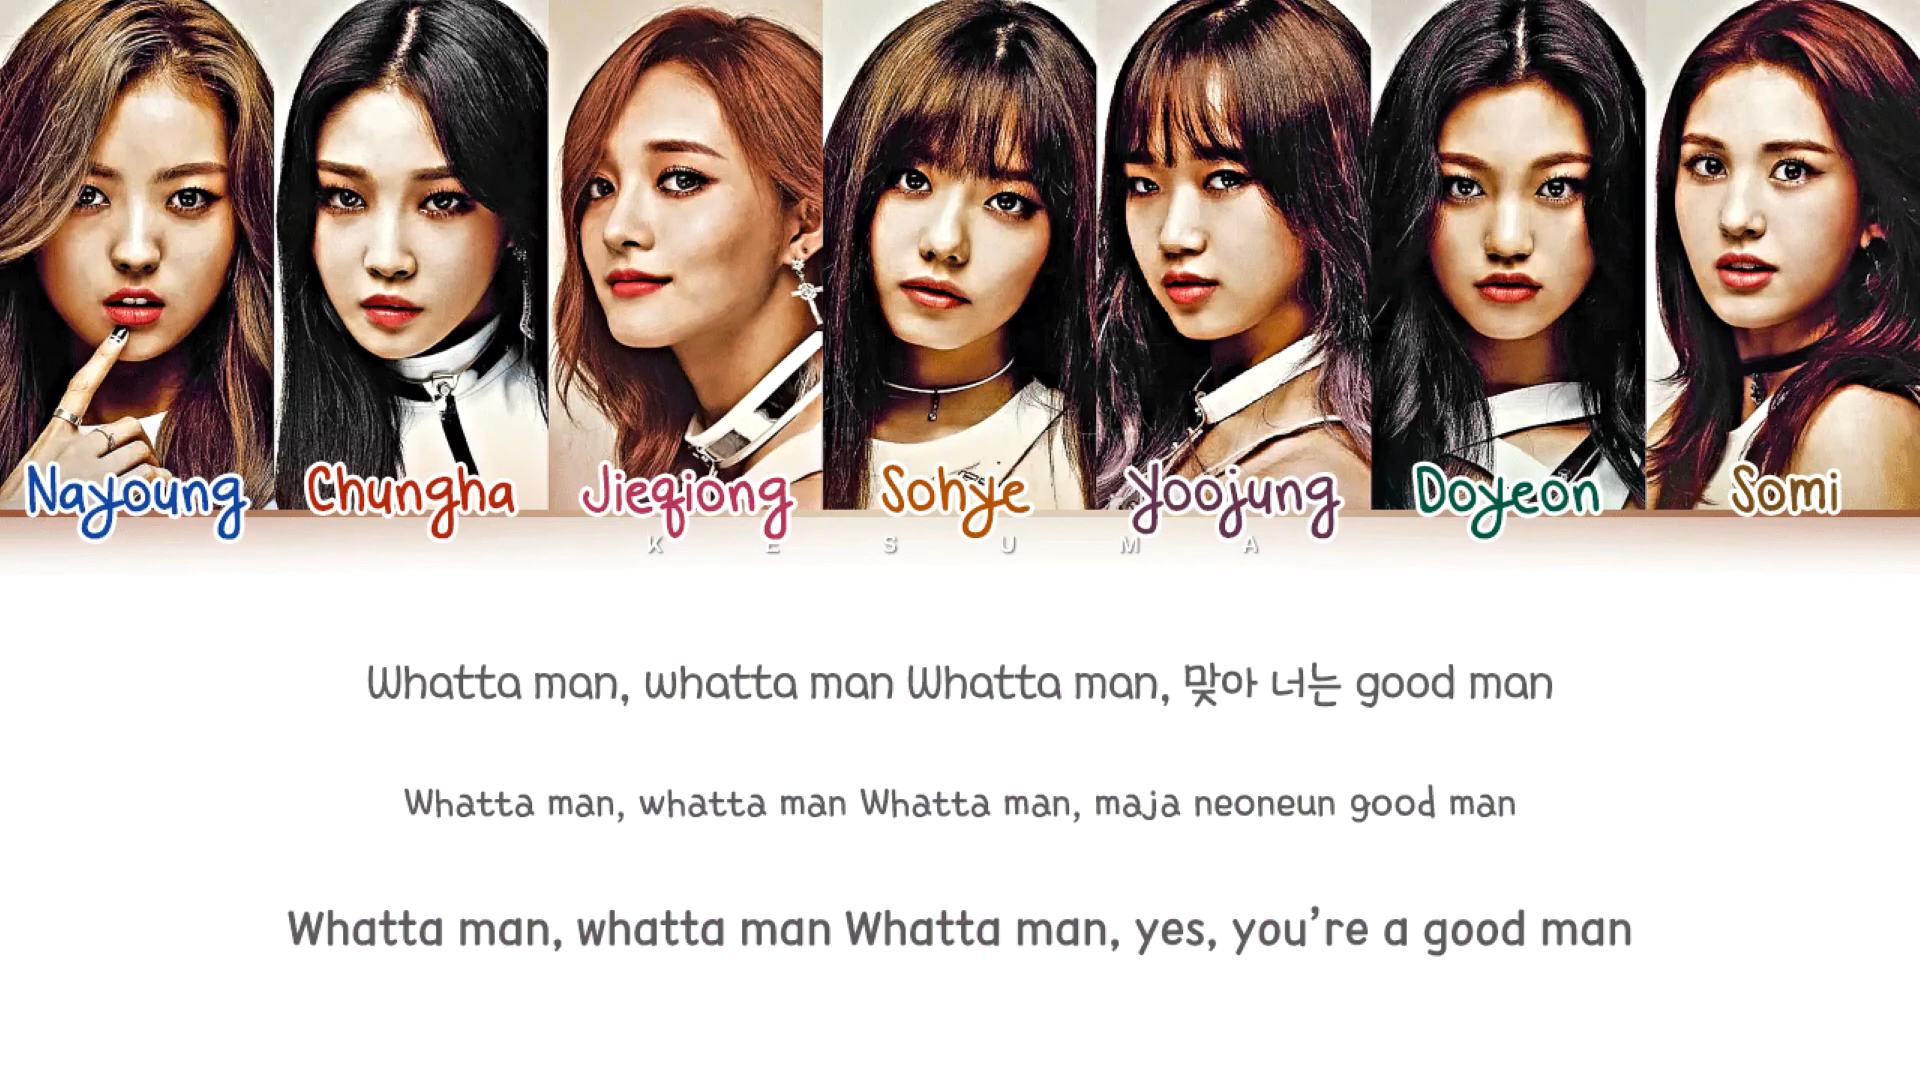 Nayoung Chungha Jieqiong Sohye Yoojung Doyeon Somi
K E S U M A
Whatta man, whatta man Whatta man, 맞아 너는 good man
Whatta man, whatta man Whatta man, maja neoneun good man
Whatta man, whatta man Whatta man, yes, you're a good man